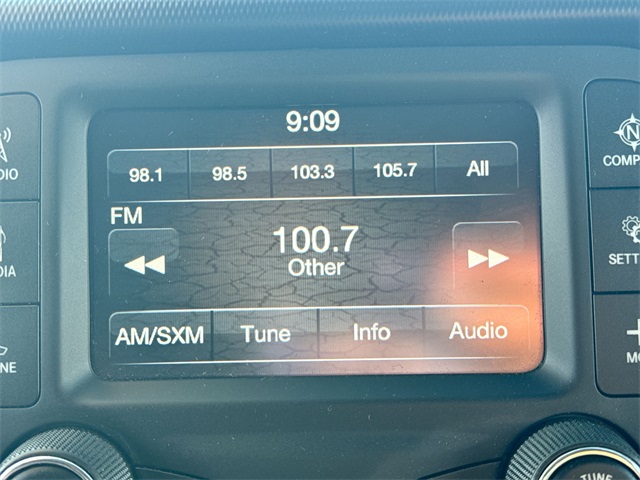 9:09
98.1 98.5 103.3 105.7 All
FM
100.7
Other
AM/SXM Tune Info Audio
N
TUNE